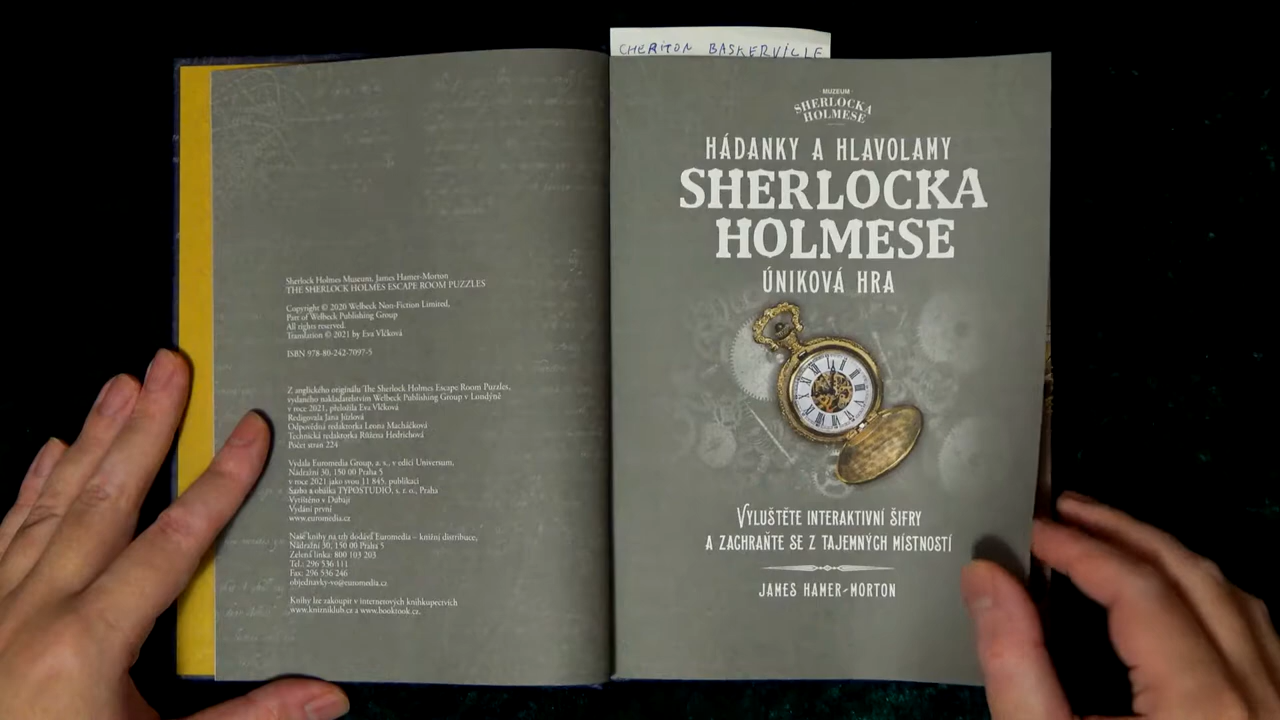 CHERITON BASKERVILLE
Sherlock Holmes Museum, James Hamer-Morton
THE SHERLOCK HOLMES ESCAPE ROOM PUZZLES
Copyright © 2020 Welbeck Non-Fiction Limited,
Part of Welbeck Publishing Group
All rights reserved.
Translation © 2021 by Eva Vlčková
ISBN 978-80-242-7097-5
Z anglického originálu The Sherlock Holmes Escape Room Puzzles,
vydaného nakladatelstvím Welbeck Publishing Group v Londýně
v roce 2021, přeložila Eva Vlčková
Redigovala Jana Jůzlová
Odpovědná redaktorka Leona Macháčková
Technická redaktorka Růžena Hedrichová
Počet stran 224
Vydala Euromedia Group, a. s., v edici Universum,
Nádražní 30, 150 00 Praha 5
v roce 2021 jako svou 11 845. publikaci
Sazba a obálka TYPOSTUDIO, s. r. o., Praha
Vytištěno v Dubaji
Vydání první
www.euromedia.cz
Naše knihy na trh dodává Euromedia – knižní distribuce,
Nádražní 30, 150 00 Praha 5
Zelená linka: 800 103 203
Tel.: 296 536 111
Fax: 296 536 246
objednavky-vo@euromedia.cz
Knihy lze zakoupit v internetových knihkupectvích
www.knizniklub.cz a www.booktook.cz.
MUZEUM
SHERLOCKA
HOLMESE
HÁDANKY A HLAVOLAMY
SHERLOCKA
HOLMESE
ÚNIKOVÁ HRA
VYLUŠTĚTE INTERAKTIVNÍ ŠIFRY
A ZACHRAŇTE SE Z TAJEMNÝCH MÍSTNOSTÍ
JAMES HAMER-MORTON